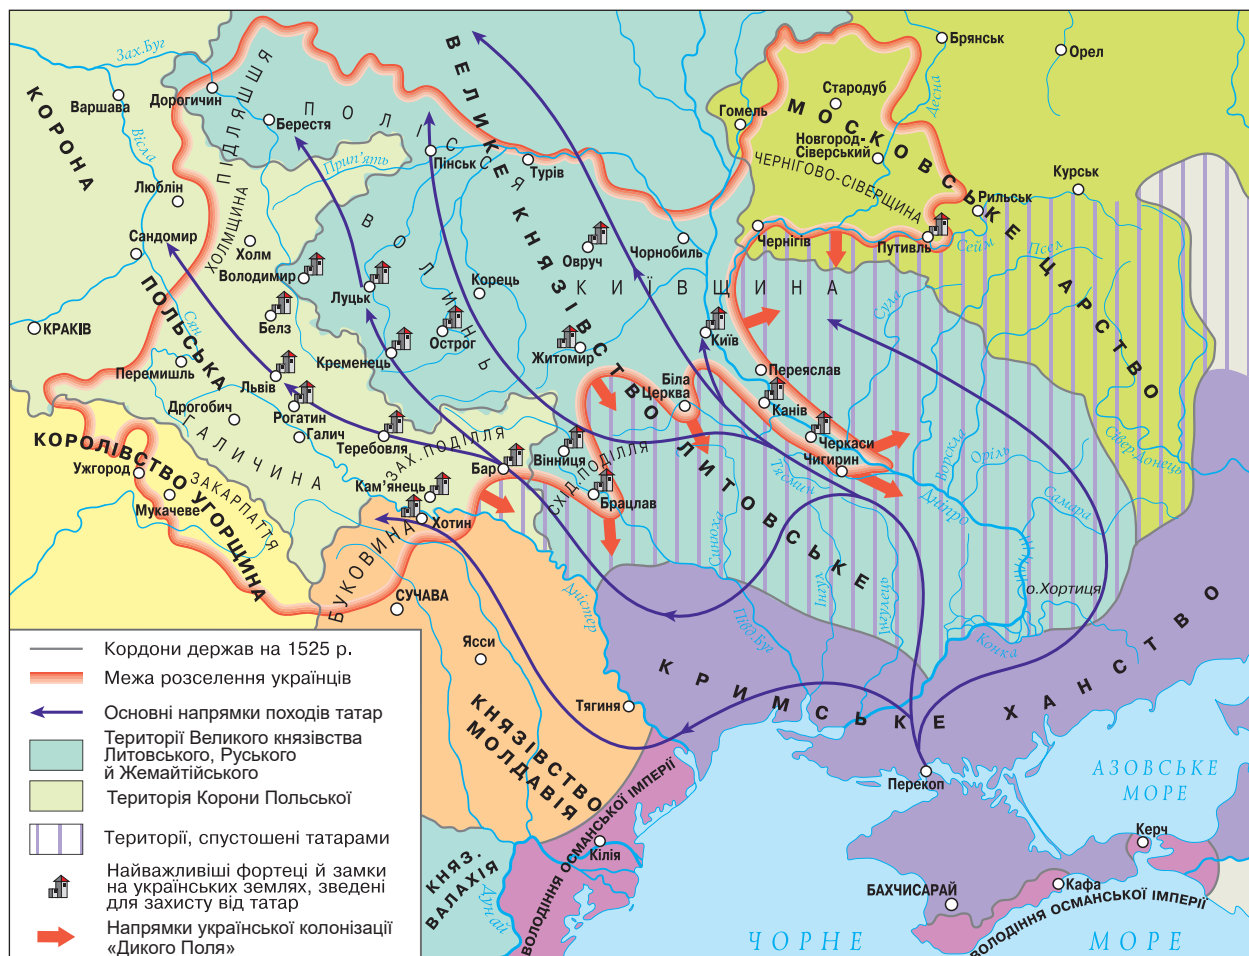 Зах.Буг
Брянськ
Орел
КОРОНА
ПОЛЬСЬКА
ВЕЛИКЕ КНЯЗІВСТВО ЛИТОВСЬКЕ
МОСКОВСЬКЕ ЦАРСТВО
Варшава
Дорогичин
Берестя
ПІДЛЯШШЯ
ПОЛІССЯ
Стародуб
Десна
Гомель
Новгород-
Сіверський
ЧЕРНІГОВО-СІВЕРЩИНА
Вісла
Прип'ять
Пінськ
Турів
Курськ
Люблін
Рильськ
Сандомир
ХОЛМЩИНА
Холм
Володимир
ВОЛИНЬ
Овруч
Чорнобиль
Чернігів
Путивль
Сейм
Псел
Луцьк
Корець
КИЇВЩИНА
Сула
КРАКІВ
Сян
Белз
Кременець
Острог
Житомир
Київ
Перемишль
Львів
Біла
Церква
Переяслав
Дрогобич
Рогатин
Галич
Теребовля
ГАЛИЧИНА
ЗАХ. ПОДІЛЛЯ
СХІД. ПОДІЛЛЯ
Канів
Черкаси
Чигирин
Ворскла
Оріль
Сівер.Донець
КОРОЛІВСТВО УГОРЩИНА
Ужгород
Мукачеве
ЗАКАРПАТТЯ
Бар
Вінниця
Кам'янець
Хотин
Брацлав
Тясмин
Дніпро
Самара
БУКОВИНА
СУЧАВА
Ясси
Дністер
Синюха
Півд.Буг
Інгул
Інгулець
о.Хортиця
Конка
Тягиня
КНЯЗІВСТВО
МОЛДАВІЯ
КРИМСЬКЕ ХАНСТВО
Перекоп
АЗОВСЬКЕ
МОРЕ
Керч
Кафа
БАХЧИСАРАЙ
ВОЛОДІННЯ ОСМАНСЬКОЇ ІМПЕРІЇ
ВОЛОДІННЯ ОСМАНСЬКОЇ ІМПЕРІЇ
Кілія
КНЯЗ.
ВАЛАХІЯ
Дунай
ЧОРНЕ МОРЕ
Кордони держав на 1525 р.
Межа розселення українців
Основні напрямки походів татар
Території Великого князівства
Литовського, Руського
й Жемайтійського
Територія Корони Польської
Території, спустошені татарами
Найважливіші фортеці й замки
на українських землях, зведені
для захисту від татар
Напрямки української колонізації
«Дикого Поля»